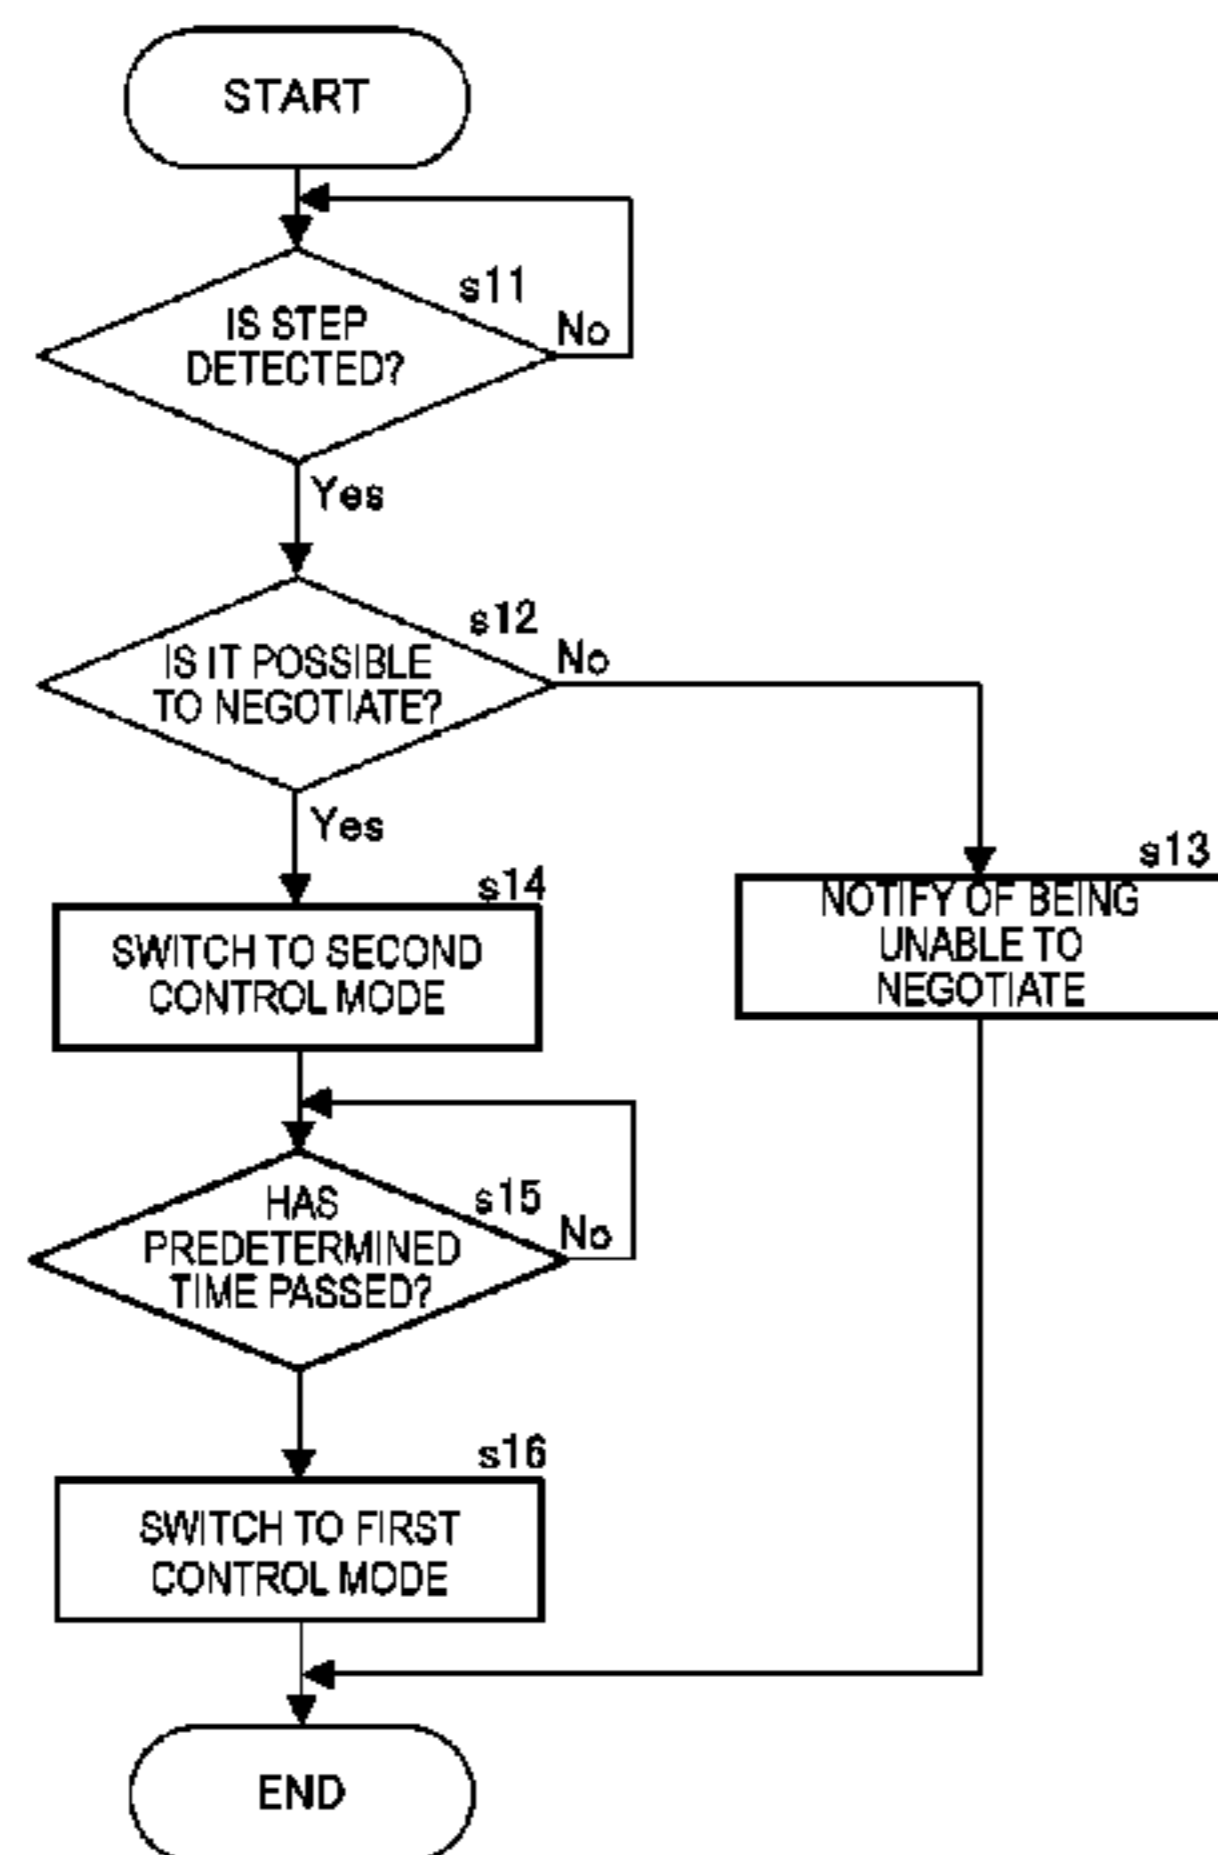 START
s11
IS STEP
DETECTED?
No
Yes
s12
IS IT POSSIBLE
TO NEGOTIATE?
No
Yes
s13
NOTIFY OF BEING
UNABLE TO
NEGOTIATE
s14
SWITCH TO SECOND
CONTROL MODE
s15
HAS
PREDETERMINED
TIME PASSED?
No
s16
SWITCH TO FIRST
CONTROL MODE
END